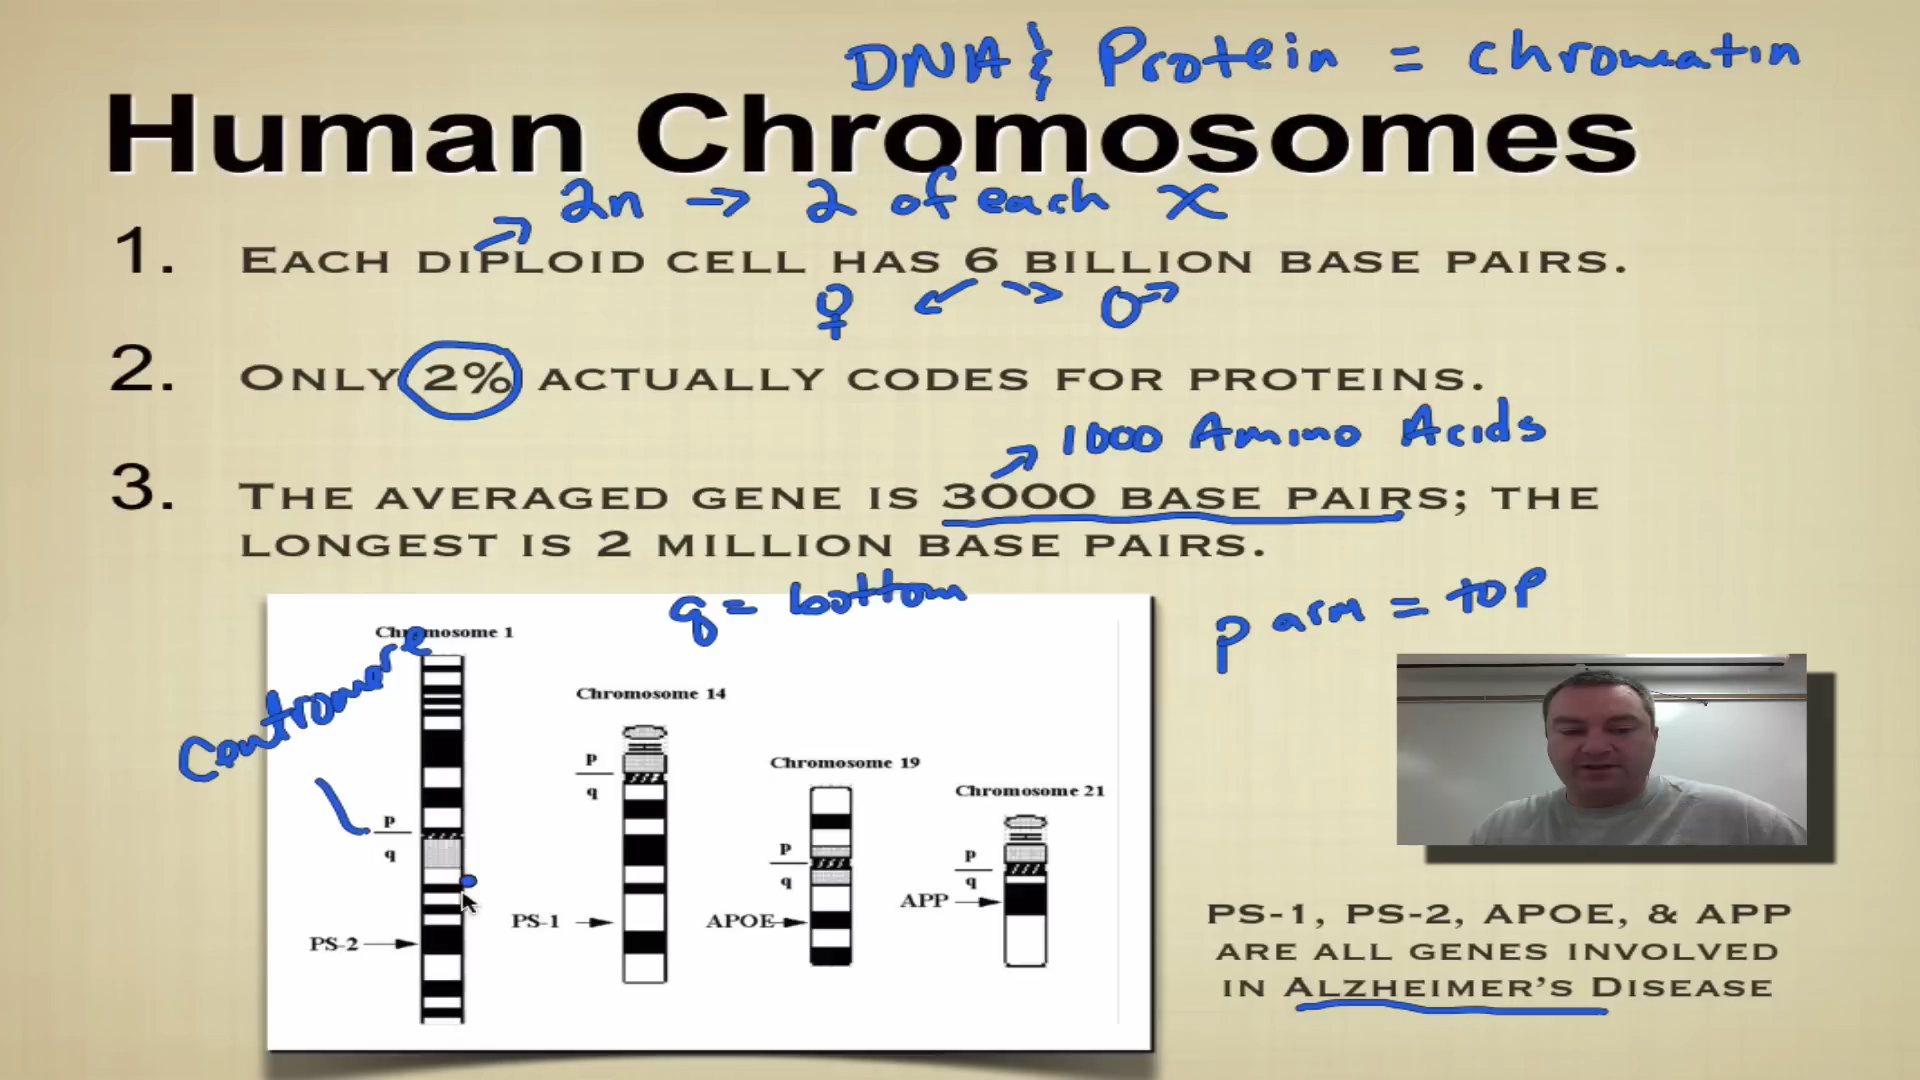 DNA & Protein = chromatin
Human Chromosomes
2n → 2 of each X
1. EACH DIPLOID CELL HAS 6 BILLION BASE PAIRS.
♀ ♂
2. ONLY 2% ACTUALLY CODES FOR PROTEINS.
1000 Amino Acids
3. THE AVERAGED GENE IS 3000 BASE PAIRS; THE
LONGEST IS 2 MILLION BASE PAIRS.
q = bottom
p arm = top
Chromosome 1
Centromere
Chromosome 14
Chromosome 19
Chromosome 21
p
q
p
q
p
q
p
q
PS-2
PS-1
APOE
APP
PS-1, PS-2, APOE, & APP
ARE ALL GENES INVOLVED
IN ALZHEIMER'S DISEASE